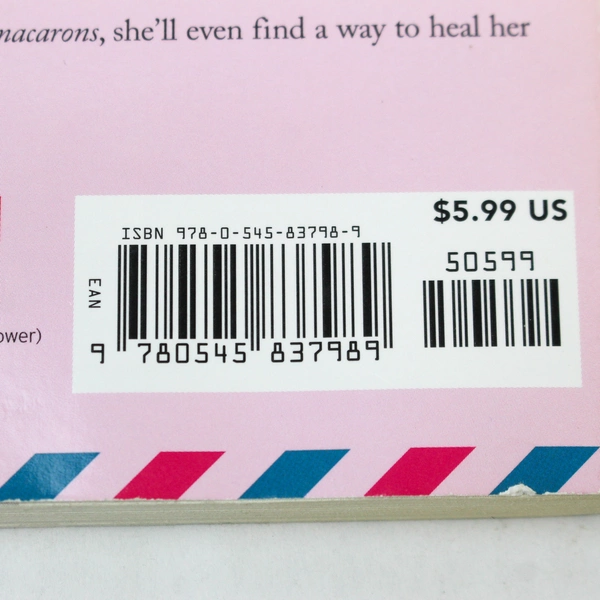 macarons, she'll even find a way to heal her
$5.99 US
ISBN 978-0-545-83798-9
50599
EAN
ower)
9 780545 837989